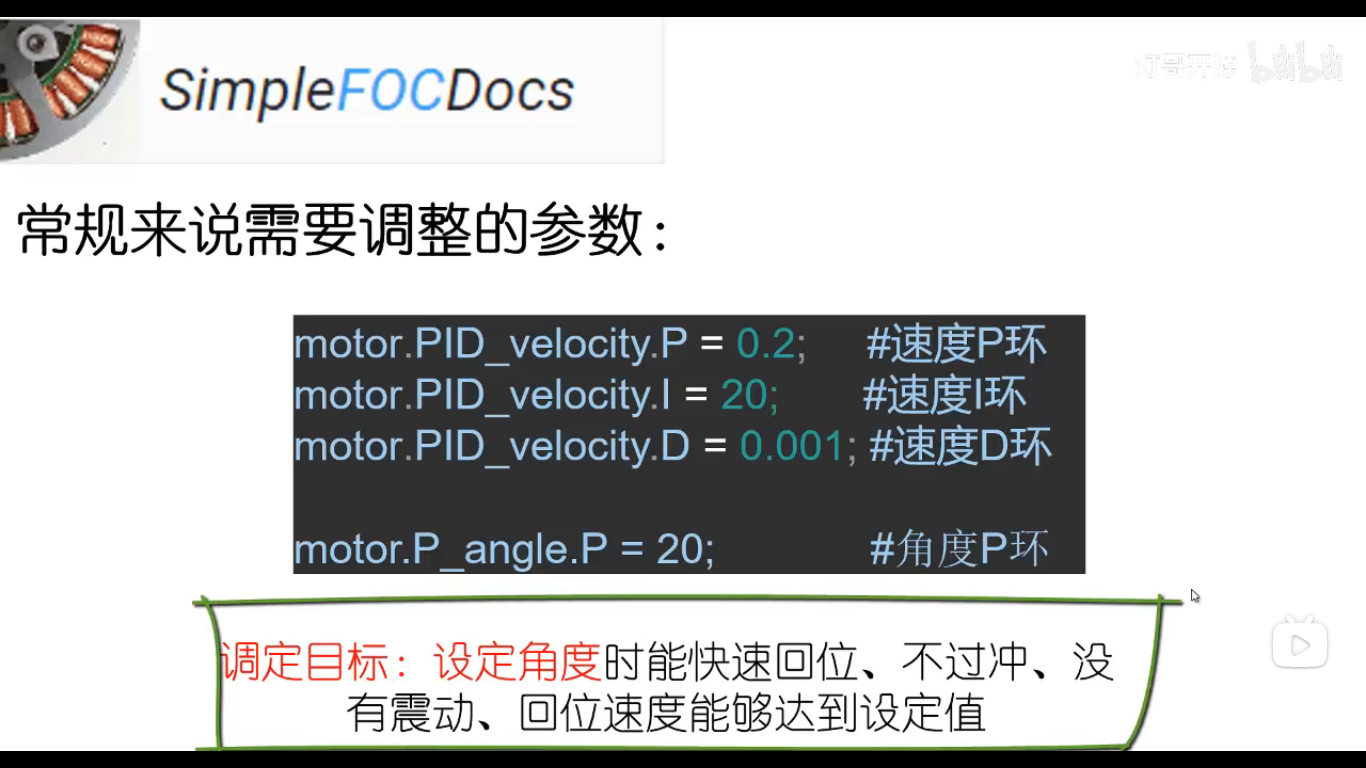 SimpleFOCDocs
灯哥开源 bilibili
常规来说需要调整的参数：
motor.PID_velocity.P = 0.2; #速度P环
motor.PID_velocity.I = 20; #速度I环
motor.PID_velocity.D = 0.001; #速度D环
motor.P_angle.P = 20; #角度P环
调定目标：设定角度时能快速回位、不过冲、没
有震动、回位速度能够达到设定值